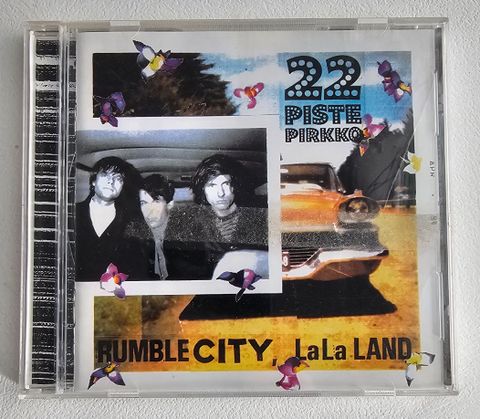 22
PISTE
PIRKKO
RUMBLE CITY, LaLa LAND